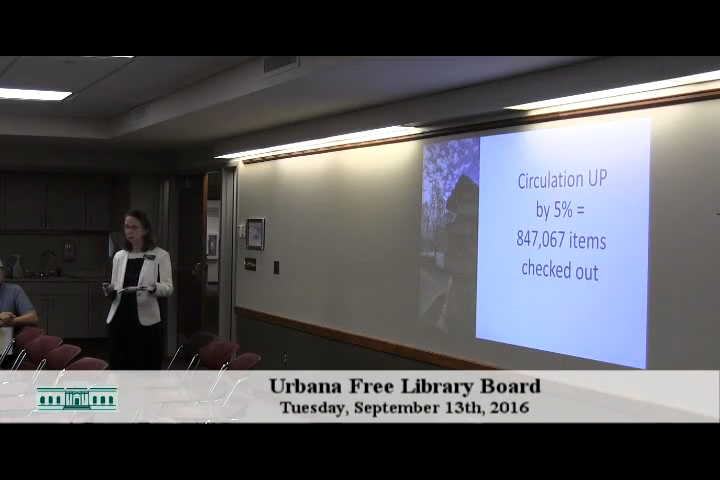 Circulation UP
by 5% =
847,067 items
checked out
Urbana Free Library Board
Tuesday, September 13th, 2016